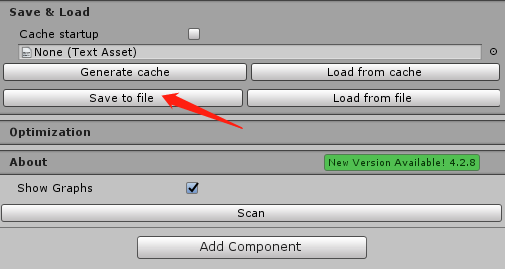 Save & Load
Cache startup
None (Text Asset)
Generate cache
Load from cache
Save to file
Load from file
Optimization
About
New Version Available! 4.2.8
Show Graphs
Scan
Add Component